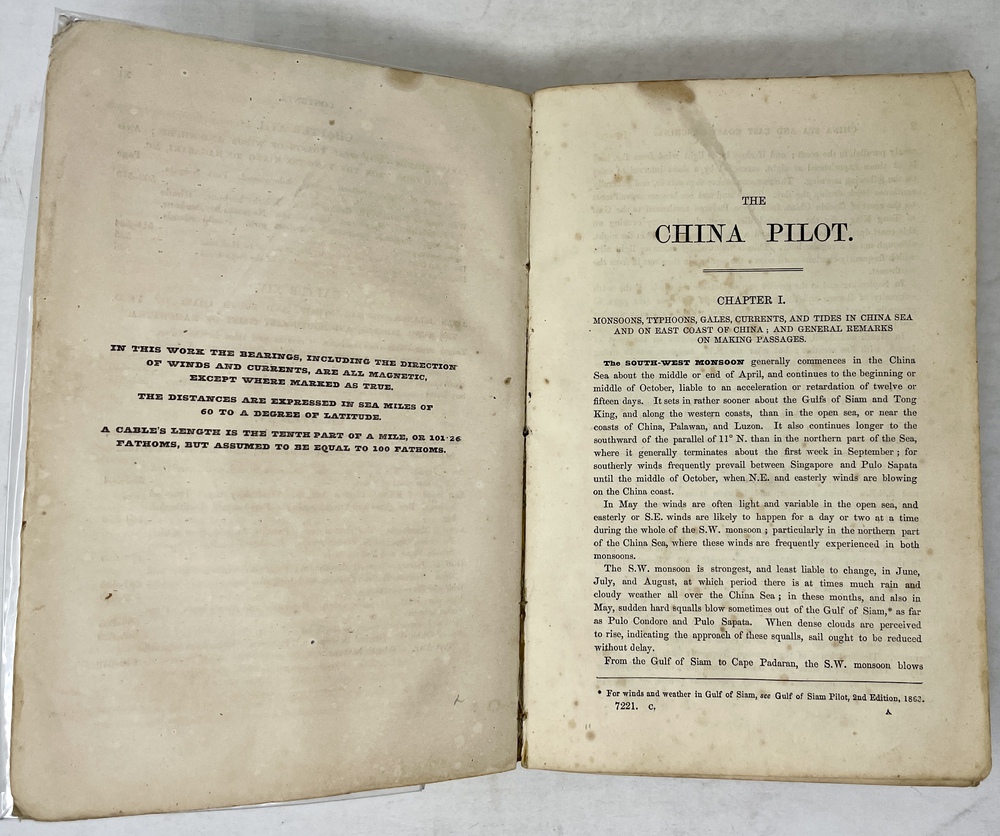 IN THIS WORK THE BEARINGS, INCLUDING THE DIRECTION
OF WINDS AND CURRENTS, ARE ALL MAGNETIC,
EXCEPT WHERE MARKED AS TRUE.
THE DISTANCES ARE EXPRESSED IN SEA MILES OF
60 TO A DEGREE OF LATITUDE.
A CABLE'S LENGTH IS THE TENTH PART OF A MILE, OR 101·26
FATHOMS, BUT ASSUMED TO BE EQUAL TO 100 FATHOMS.
THE
CHINA PILOT.
CHAPTER I.
MONSOONS, TYPHOONS, GALES, CURRENTS, AND TIDES IN CHINA SEA
AND ON EAST COAST OF CHINA; AND GENERAL REMARKS
ON MAKING PASSAGES.
The SOUTH-WEST MONSOON generally commences in the China
Sea about the middle or end of April, and continues to the beginning or
middle of October, liable to an acceleration or retardation of twelve or
fifteen days. It sets in rather sooner about the Gulfs of Siam and Tong
King, and along the western coasts, than in the open sea, or near the
coasts of China, Palawan, and Luzon. It also continues longer to the
southward of the parallel of 11° N. than in the northern part of the Sea,
where it generally terminates about the first week in September; for
southerly winds frequently prevail between Singapore and Pulo Sapata
until the middle of October, when N.E. and easterly winds are blowing
on the China coast.
In May the winds are often light and variable in the open sea, and
easterly or S.E. winds are likely to happen for a day or two at a time
during the whole of the S.W. monsoon; particularly in the northern part
of the China Sea, where these winds are frequently experienced in both
monsoons.
The S.W. monsoon is strongest, and least liable to change, in June,
July, and August, at which period there is at times much rain and
cloudy weather all over the China Sea; in these months, and also in
May, sudden hard squalls blow sometimes out of the Gulf of Siam,* as far
as Pulo Condore and Pulo Sapata. When dense clouds are perceived
to rise, indicating the approach of these squalls, sail ought to be reduced
without delay.
From the Gulf of Siam to Cape Padaran, the S.W. monsoon blows
* For winds and weather in Gulf of Siam, see Gulf of Siam Pilot, 2nd Edition, 1863.
7221. C. A